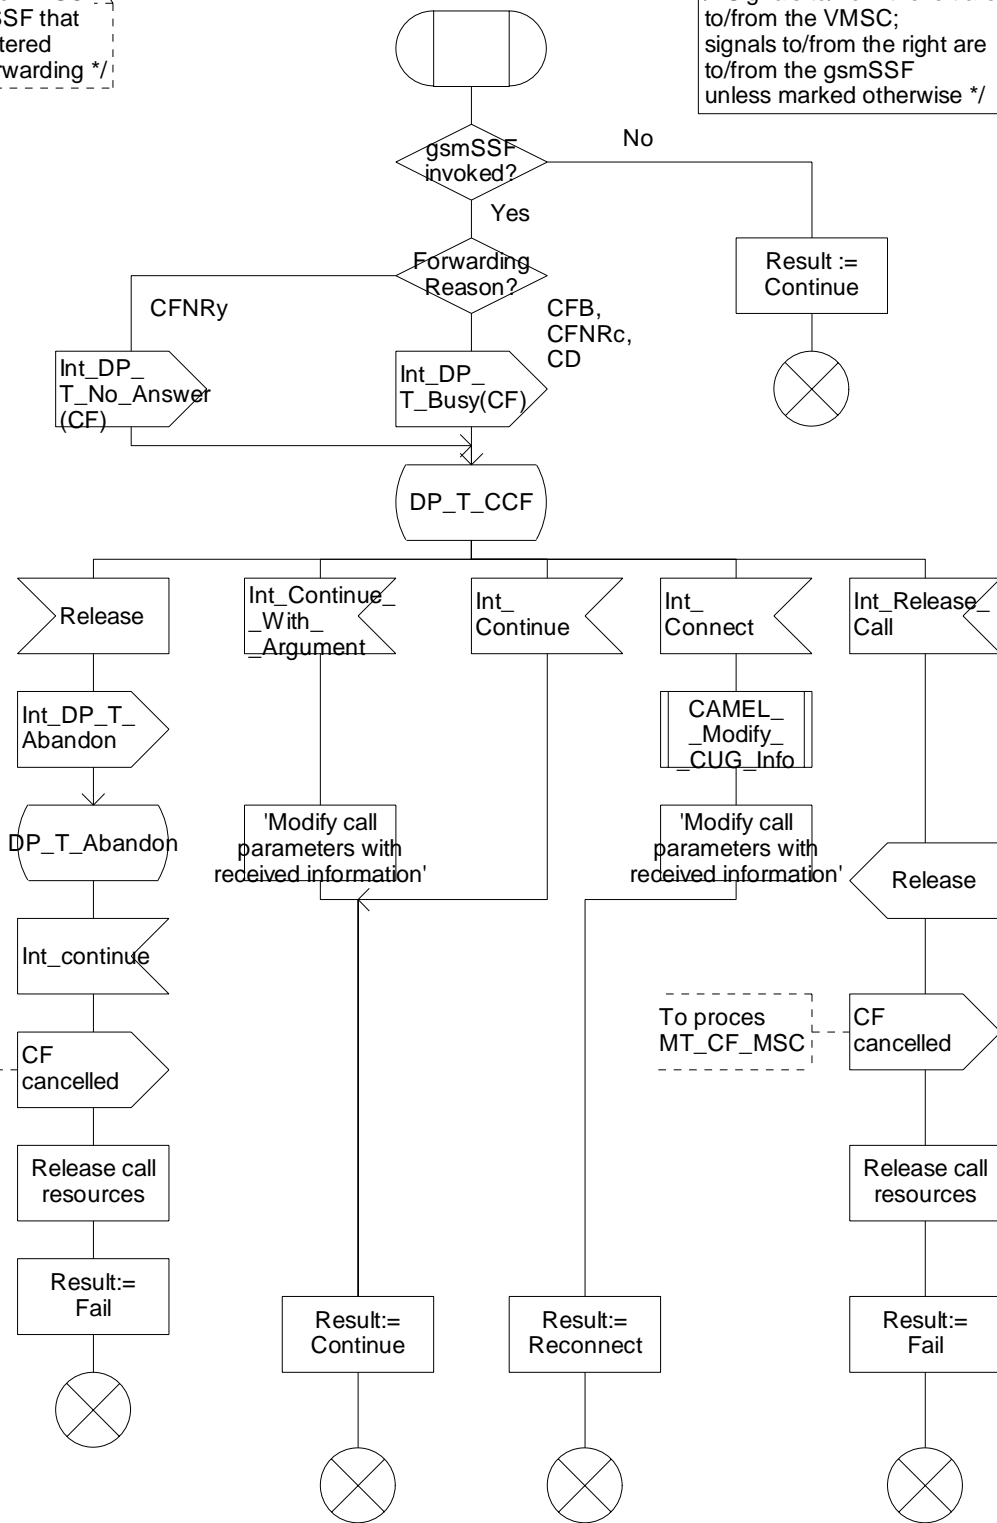 SSF that
tered
rwarding */
to/from the VMSC;
signals to/from the right are
to/from the gsmSSF
unless marked otherwise */
gsmSSF
invoked?
No
Yes
Forwarding
Reason?
Result :=
Continue
CFNRy
CFB,
CFNRc,
CD
Int_DP_
T_No_Answer
(CF)
Int_DP_
T_Busy(CF)
DP_T_CCF
Release
Int_Continue_
_With_
_Argument
Int_
Continue
Int_
Connect
Int_Release_
Call
Int_DP_T_
Abandon
CAMEL_
_Modify_
_CUG_Info
DP_T_Abandon
'Modify call
parameters with
received information'
'Modify call
parameters with
received information'
Release
Int_continue
CF
cancelled
To proces
MT_CF_MSC
CF
cancelled
Release call
resources
Release call
resources
Result:=
Fail
Result:=
Continue
Result:=
Reconnect
Result:=
Fail